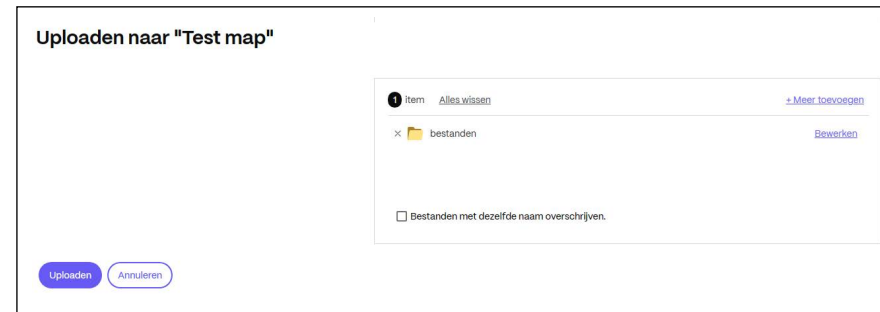 Uploaden naar "Test map"
1 item Alles wissen + Meer toevoegen
× bestanden Bewerken
Bestanden met dezelfde naam overschrijven.
Uploaden Annuleren